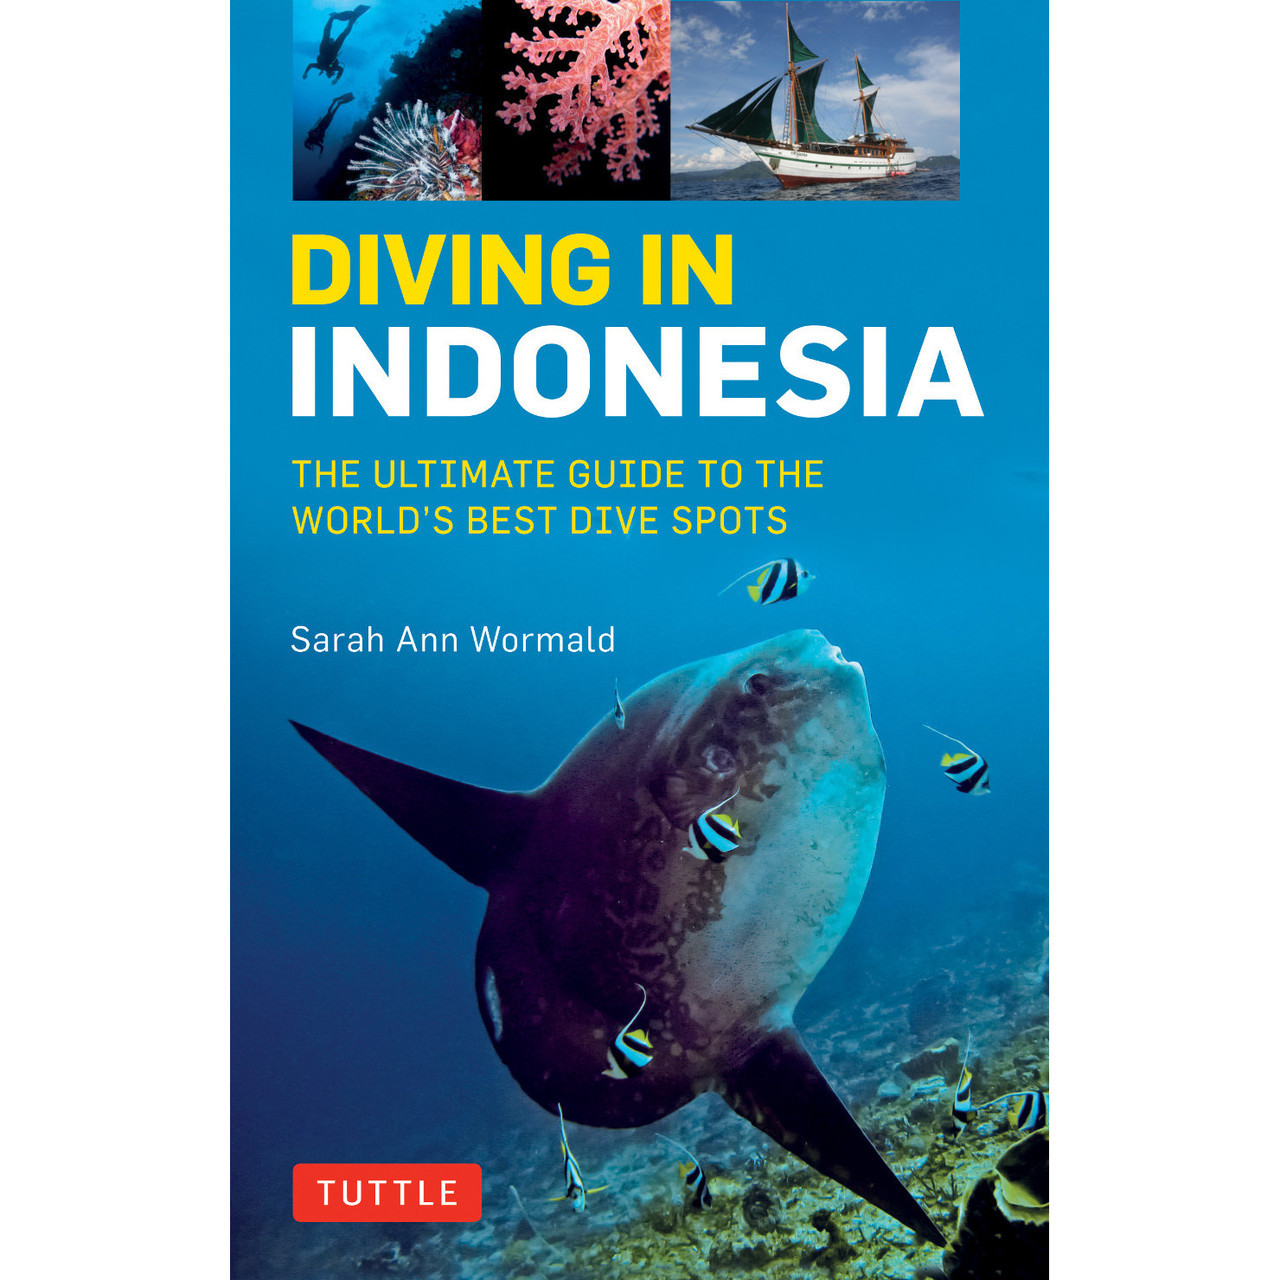 DIVING IN
INDONESIA
THE ULTIMATE GUIDE TO THE
WORLD'S BEST DIVE SPOTS
Sarah Ann Wormald
TUTTLE